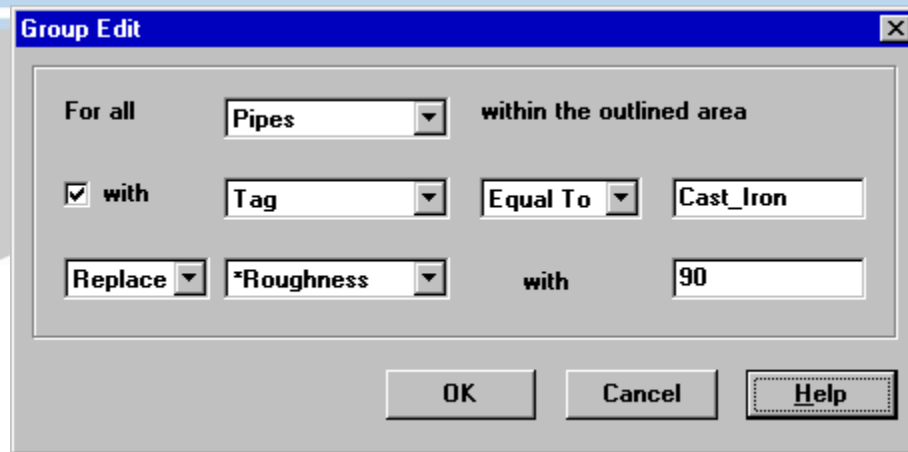 Group Edit
For all Pipes within the outlined area
with Tag Equal To Cast_Iron
Replace *Roughness with 90
OK Cancel Help